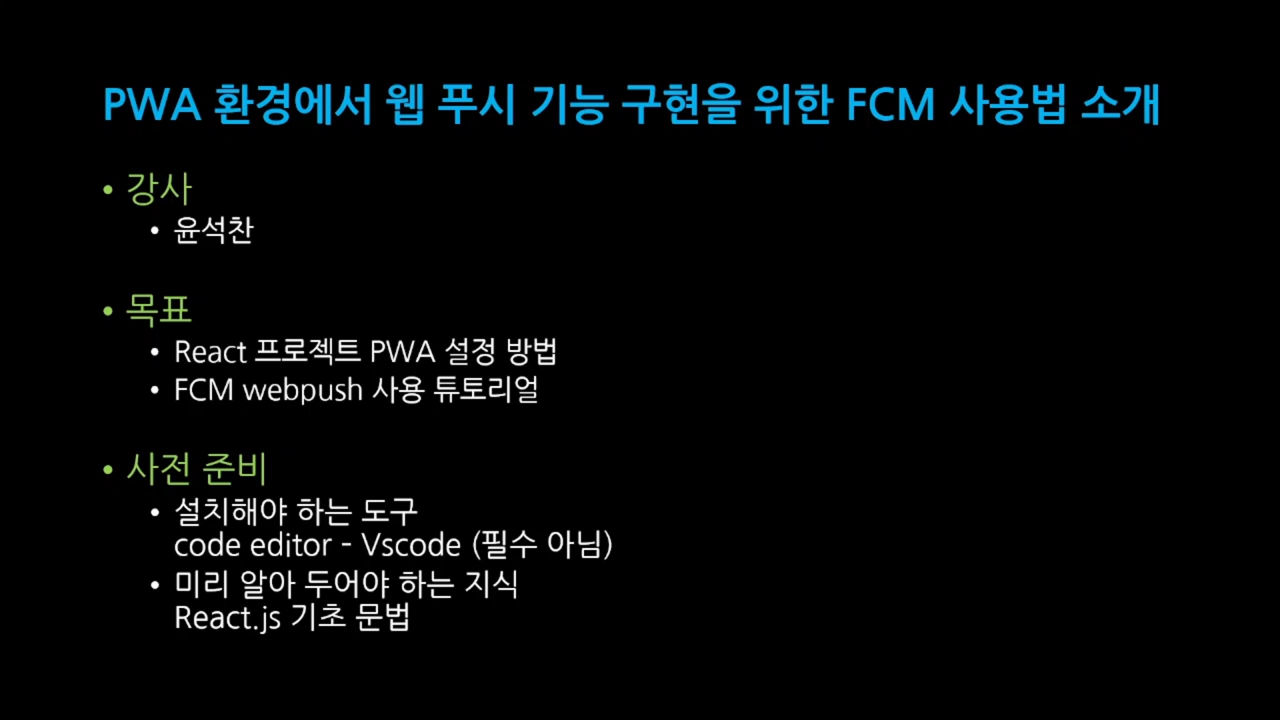 PWA 환경에서 웹 푸시 기능 구현을 위한 FCM 사용법 소개
• 강사
• 윤석찬
• 목표
• React 프로젝트 PWA 설정 방법
• FCM webpush 사용 튜토리얼
• 사전 준비
• 설치해야 하는 도구
code editor - Vscode (필수 아님)
• 미리 알아 두어야 하는 지식
React.js 기초 문법